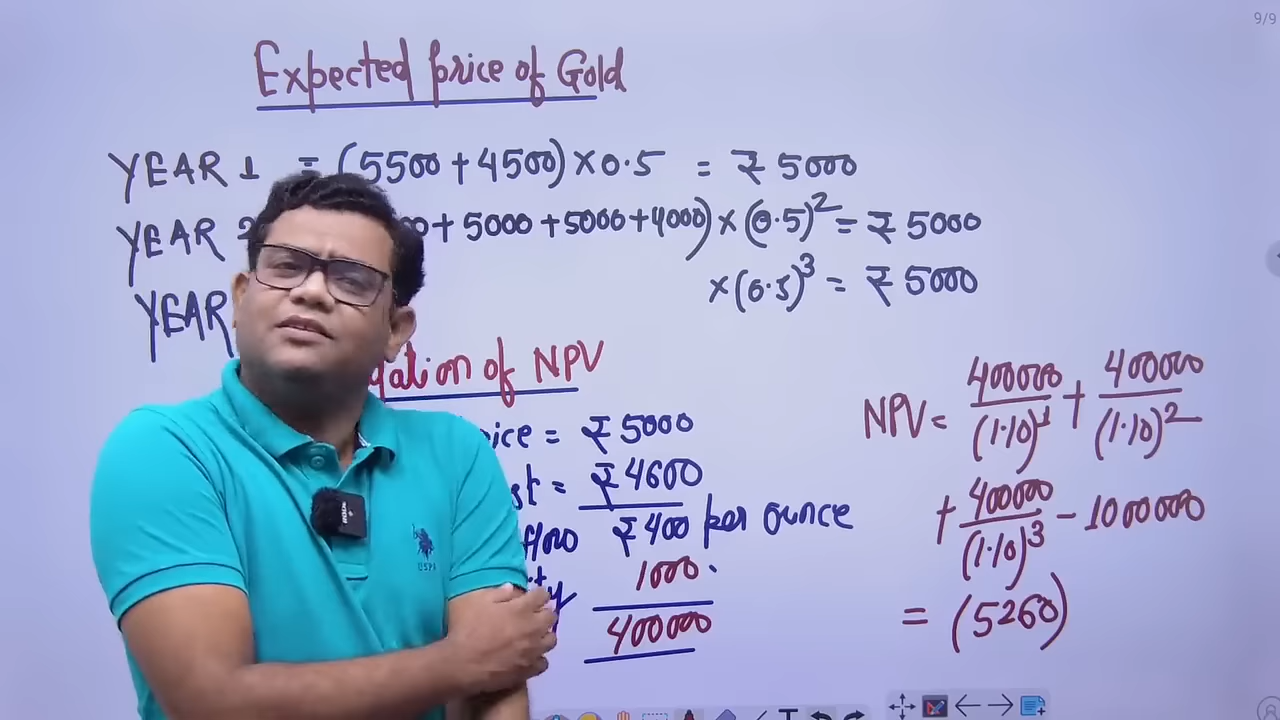 9/9
Expected price of Gold
YEAR 1 = (5500 + 4500) × 0.5 = ₹ 5000
YEAR + 5000 + 5000 + 4000) × (0.5)² = ₹ 5000
YEAR × (0.5)³ = ₹ 5000
of NPV
= ₹ 5000
= ₹ 4600
₹ 400 per ounce
1000
400000
NPV = 400000/(1.10)¹ + 400000/(1.10)²
+ 400000/(1.10)³ - 1000000
= (5260)
USPA